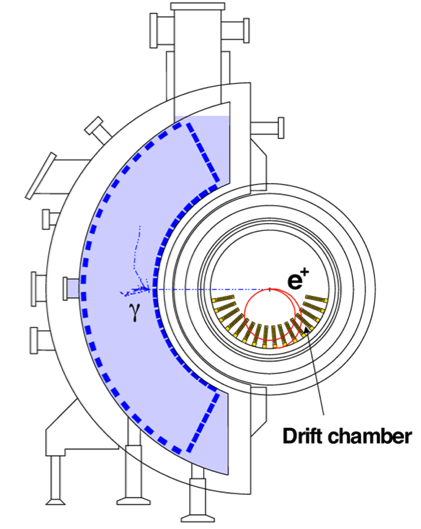 e+
γ
Drift chamber